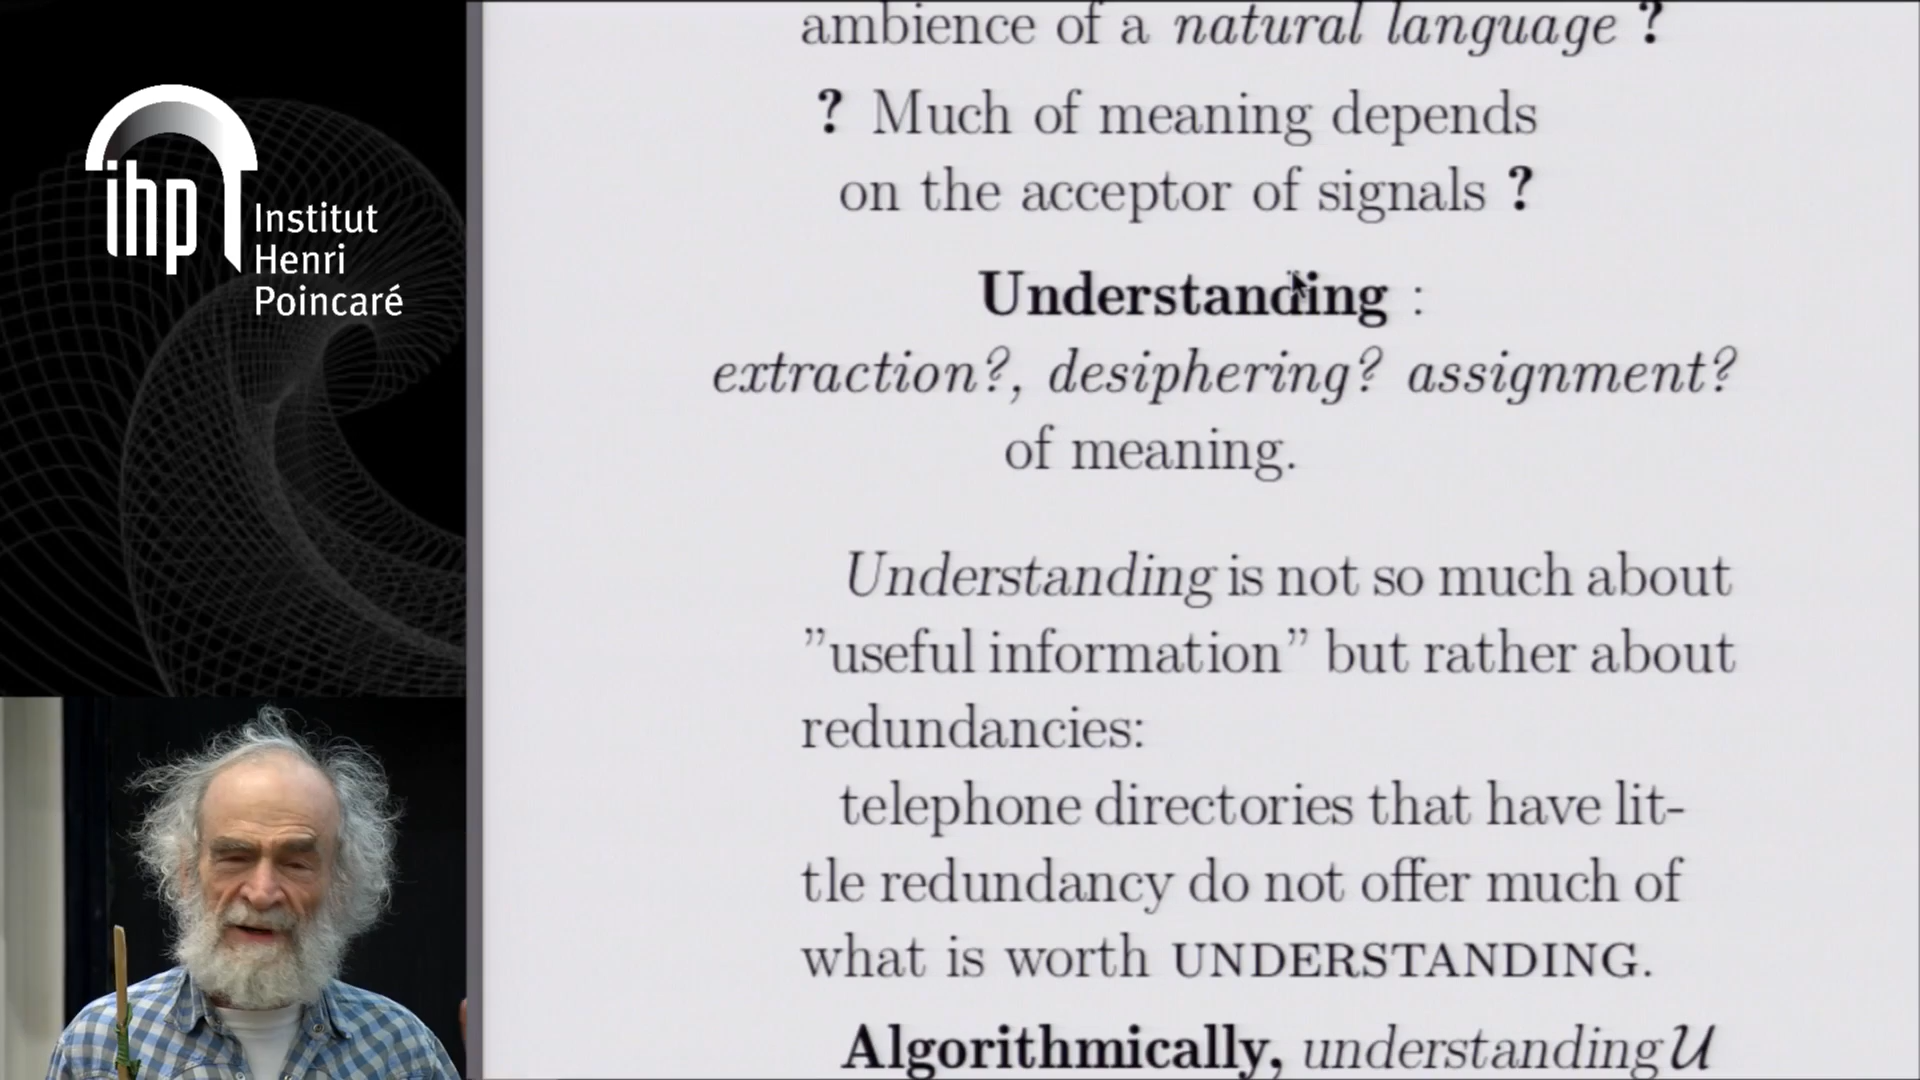 ihp
Institut
Henri
Poincaré
ambience of a natural language ?
? Much of meaning depends
on the acceptor of signals ?
Understanding :
extraction?, desiphering? assignment?
of meaning.
Understanding is not so much about
”useful information” but rather about
redundancies:
telephone directories that have lit-
tle redundancy do not offer much of
what is worth UNDERSTANDING.
Algorithmically, understanding 𝒰